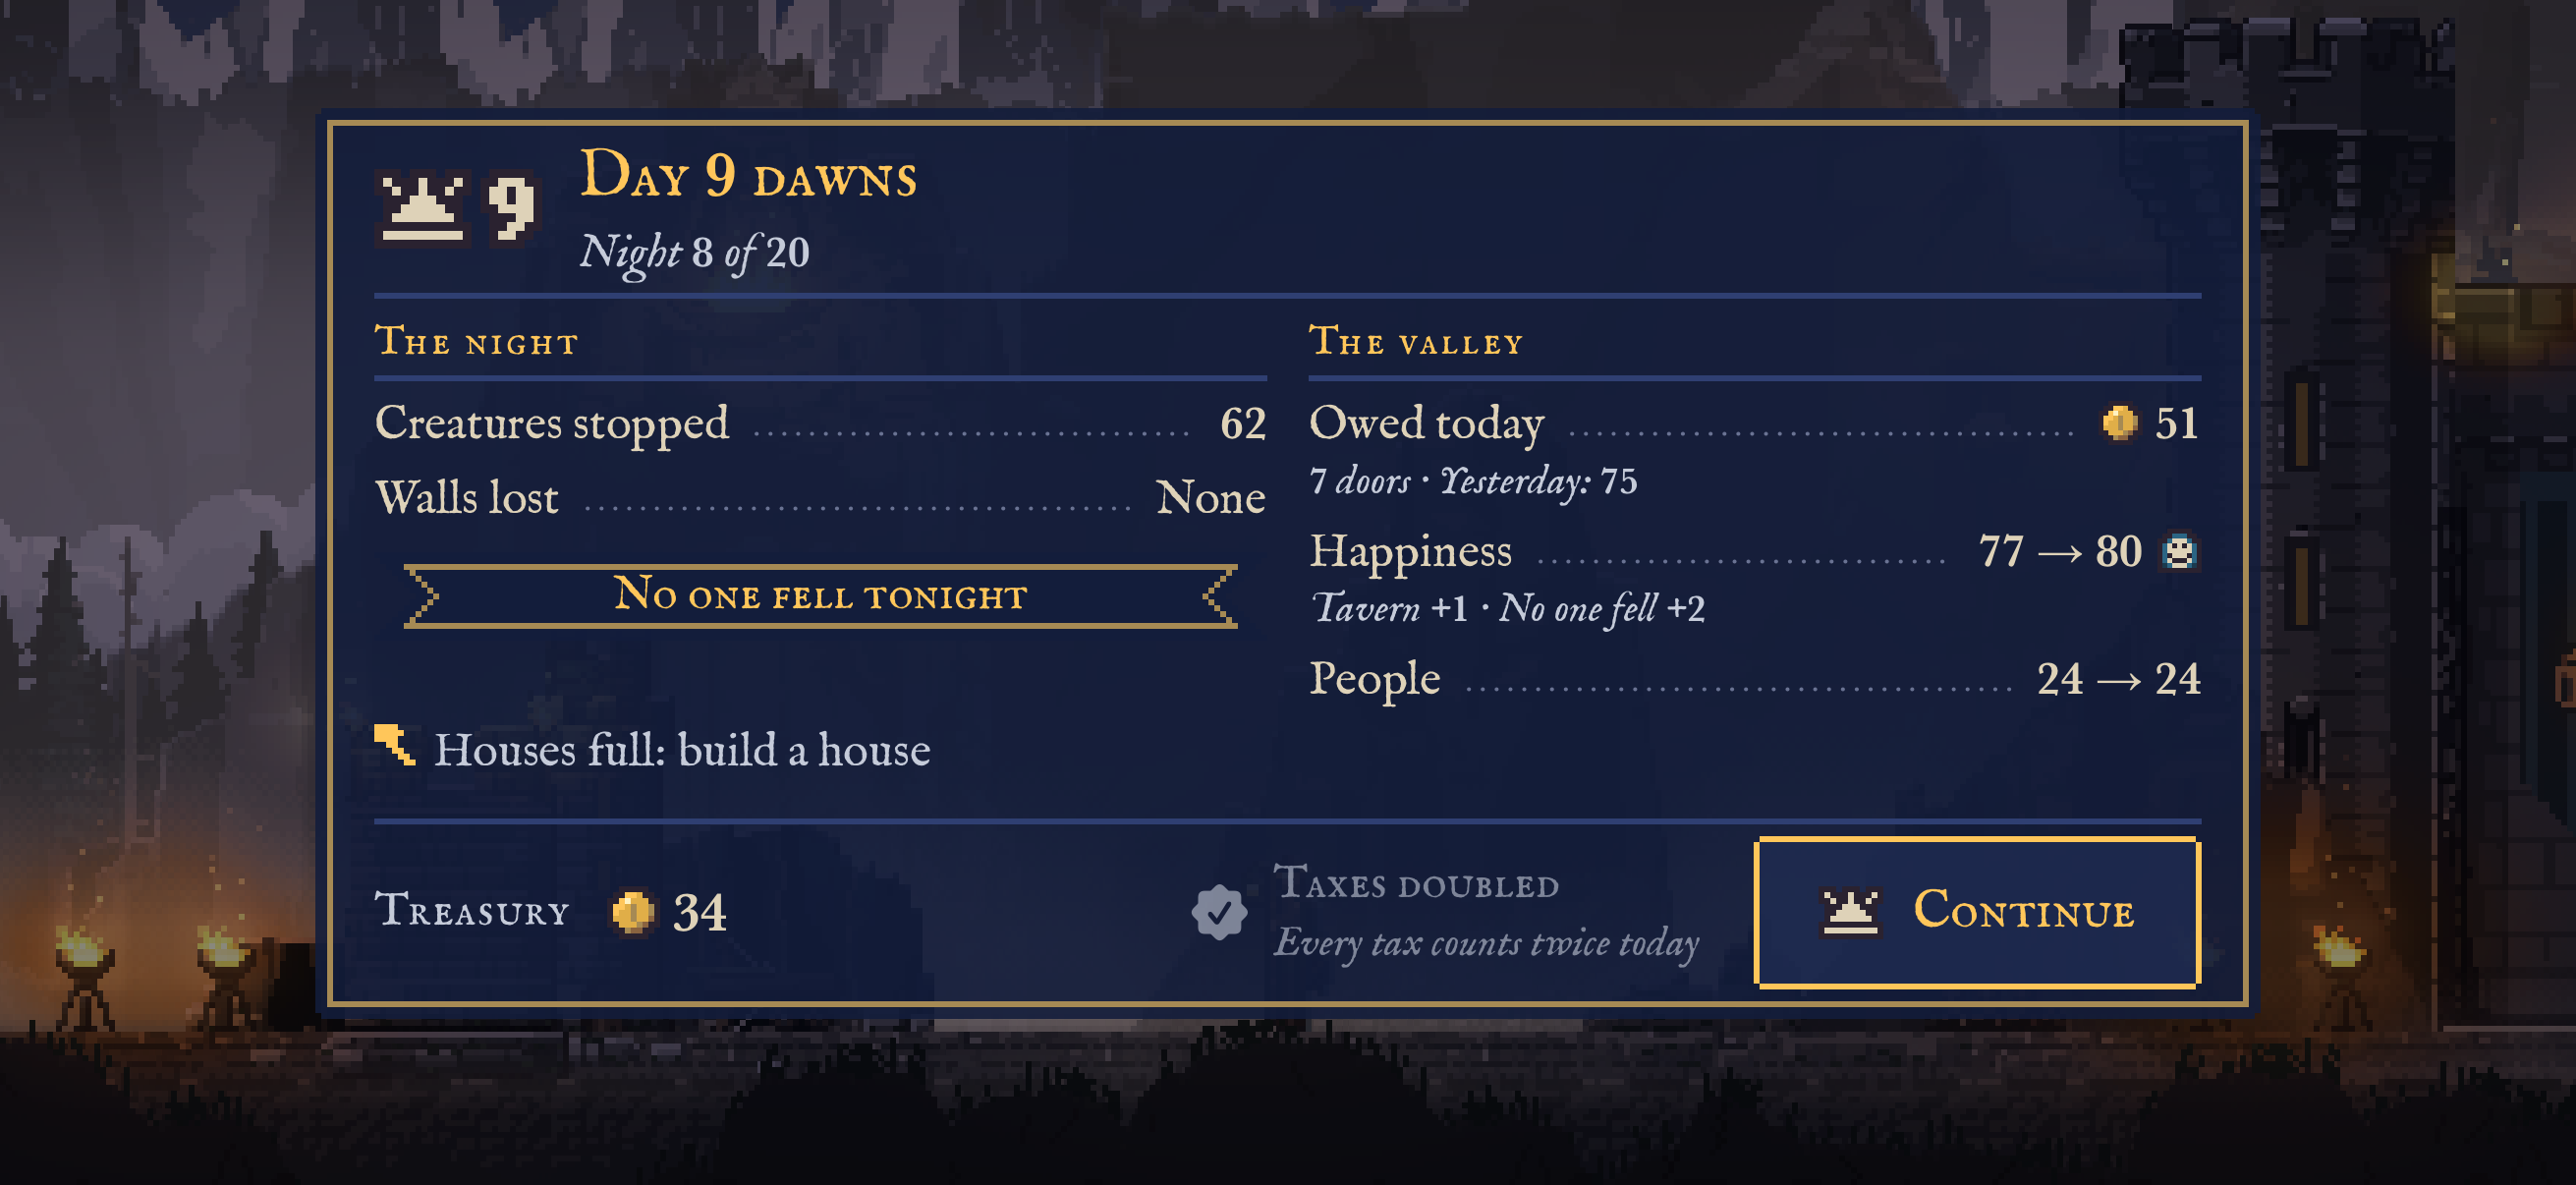 9
Day 9 dawns
Night 8 of 20
The night
Creatures stopped 62
Walls lost None
No one fell tonight
Houses full: build a house
The valley
Owed today 51
7 doors · Yesterday: 75
Happiness 77 → 80
Tavern +1 · No one fell +2
People 24 → 24
Treasury 34
Taxes doubled
Every tax counts twice today
Continue